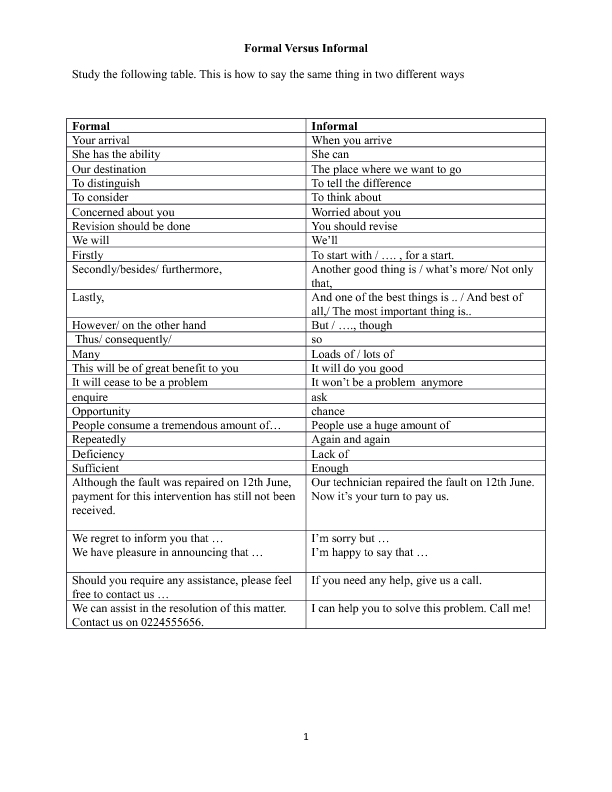 Formal Versus Informal
Study the following table. This is how to say the same thing in two different ways
Formal Informal
Your arrival When you arrive
She has the ability She can
Our destination The place where we want to go
To distinguish To tell the difference
To consider To think about
Concerned about you Worried about you
Revision should be done You should revise
We will We’ll
Firstly To start with / …. , for a start.
Secondly/besides/ furthermore, Another good thing is / what’s more/ Not only
that,
Lastly, And one of the best things is .. / And best of
all,/ The most important thing is..
However/ on the other hand But / …., though
Thus/ consequently/ so
Many Loads of / lots of
This will be of great benefit to you It will do you good
It will cease to be a problem It won’t be a problem anymore
enquire ask
Opportunity chance
People consume a tremendous amount of… People use a huge amount of
Repeatedly Again and again
Deficiency Lack of
Sufficient Enough
Although the fault was repaired on 12th June, Our technician repaired the fault on 12th June.
payment for this intervention has still not been Now it’s your turn to pay us.
received.
We regret to inform you that … I’m sorry but …
We have pleasure in announcing that … I’m happy to say that …
Should you require any assistance, please feel If you need any help, give us a call.
free to contact us …
We can assist in the resolution of this matter. I can help you to solve this problem. Call me!
Contact us on 0224555656.
1